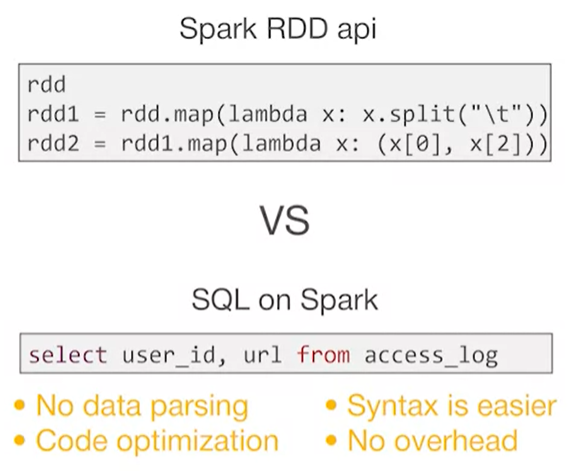 Spark RDD api
rdd
rdd1 = rdd.map(lambda x: x.split("\t"))
rdd2 = rdd1.map(lambda x: (x[0], x[2]))
VS
SQL on Spark
select user_id, url from access_log
• No data parsing
• Code optimization
• Syntax is easier
• No overhead